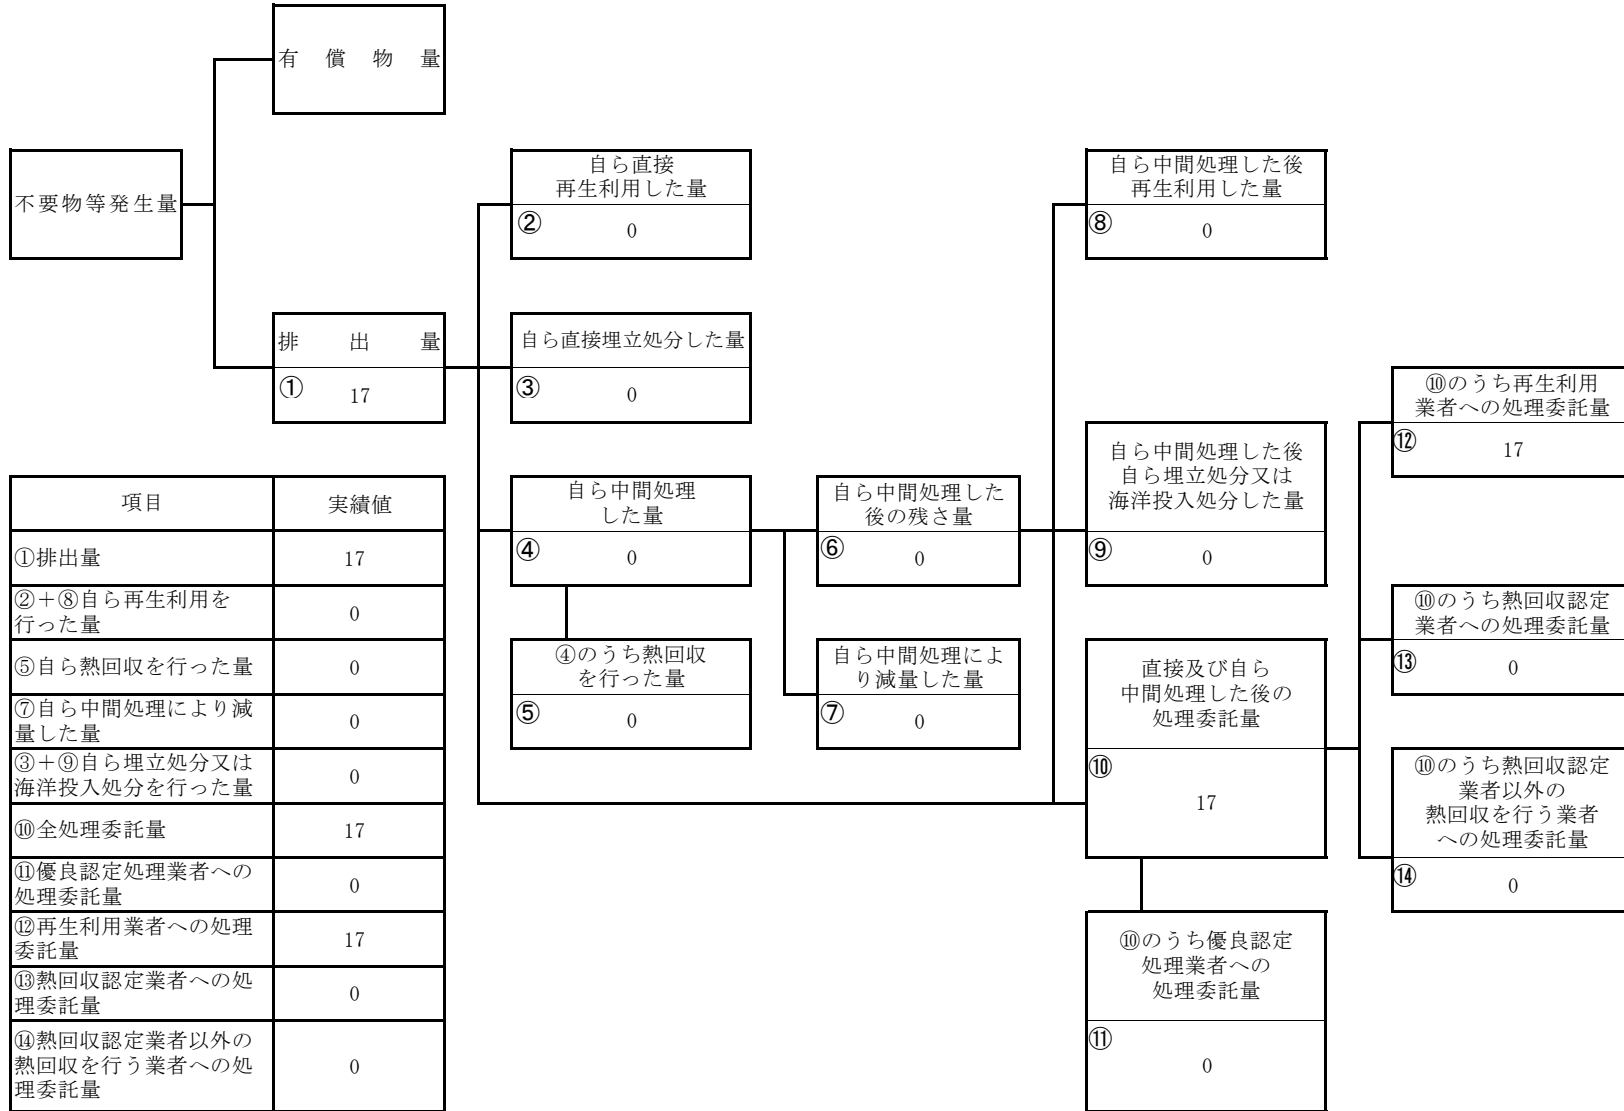 有償物量
不要物等発生量
排出量
①
17
自ら直接
再生利用した量
②
0
自ら直接埋立処分した量
③
0
自ら中間処理
した量
④
0
④のうち熱回収
を行った量
⑤
0
自ら中間処理した
後の残さ量
⑥
0
自ら中間処理によ
り減量した量
⑦
0
自ら中間処理した後
再生利用した量
⑧
0
自ら中間処理した後
自ら埋立処分又は
海洋投入処分した量
⑨
0
直接及び自ら
中間処理した後の
処理委託量
⑩
17
⑩のうち優良認定
処理業者への
処理委託量
⑪
0
⑩のうち再生利用
業者への処理委託量
⑫
17
⑩のうち熱回収認定
業者への処理委託量
⑬
0
⑩のうち熱回収認定
業者以外の
熱回収を行う業者
への処理委託量
⑭
0
項目 実績値
①排出量 17
②+⑧自ら再生利用を
行った量 0
⑤自ら熱回収を行った量 0
⑦自ら中間処理により減
量した量 0
③+⑨自ら埋立処分又は
海洋投入処分を行った量 0
⑩全処理委託量 17
⑪優良認定処理業者への
処理委託量 0
⑫再生利用業者への処理
委託量 17
⑬熱回収認定業者への処
理委託量 0
⑭熱回収認定業者以外の
熱回収を行う業者への処
理委託量 0